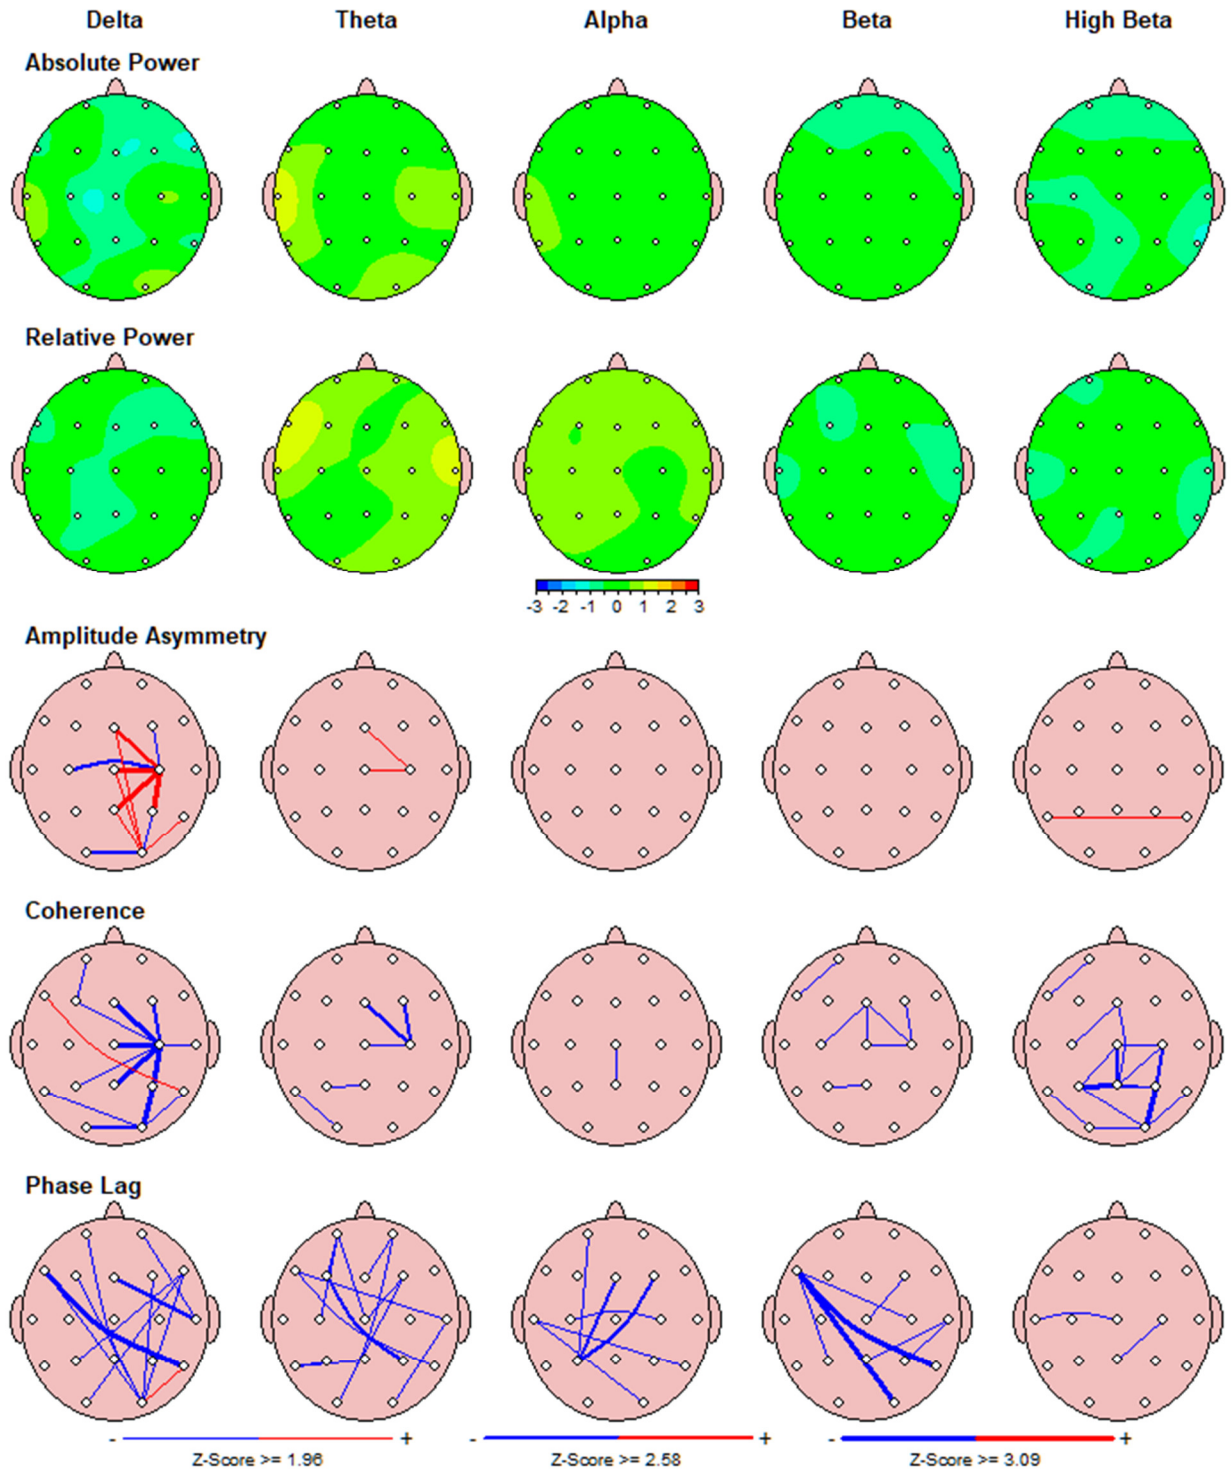 Delta Theta Alpha Beta High Beta
Absolute Power
Relative Power
-3 -2 -1 0 1 2 3
Amplitude Asymmetry
Coherence
Phase Lag
- + - + - +
Z-Score >= 1.96 Z-Score >= 2.58 Z-Score >= 3.09